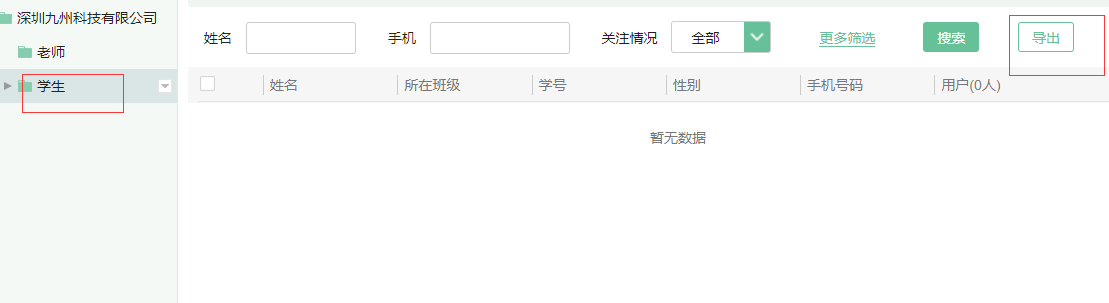 深圳九州科技有限公司
老师
学生
姓名 手机 关注情况 全部 更多筛选 搜索 导出
姓名 所在班级 学号 性别 手机号码 用户(0人)
暂无数据